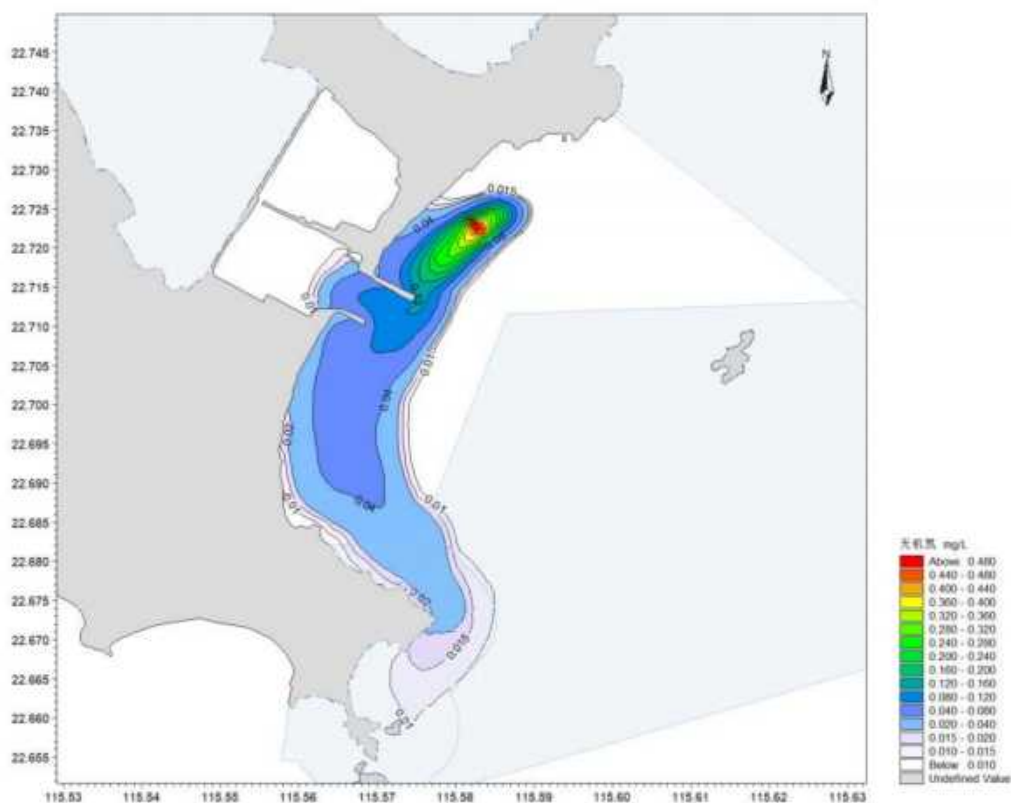 22.745
N
22.740
22.735
22.730
0.015
22.725
0.04
22.720
22.715
0.01
22.710
22.705
0.04
22.700
0.02
22.695
0.04
0.01
0.01
22.690
22.685
22.680
0.02
22.675
22.670
0.015
22.665
22.660
22.655
115.53 115.54 115.55 115.56 115.57 115.58 115.59 115.60 115.61 115.62 115.63
无机氮 mg/L
Above 0.480
0.440 - 0.480
0.400 - 0.440
0.360 - 0.400
0.320 - 0.360
0.280 - 0.320
0.240 - 0.280
0.200 - 0.240
0.160 - 0.200
0.120 - 0.160
0.080 - 0.120
0.040 - 0.080
0.020 - 0.040
0.015 - 0.020
0.010 - 0.015
Below 0.010
Undefined Value